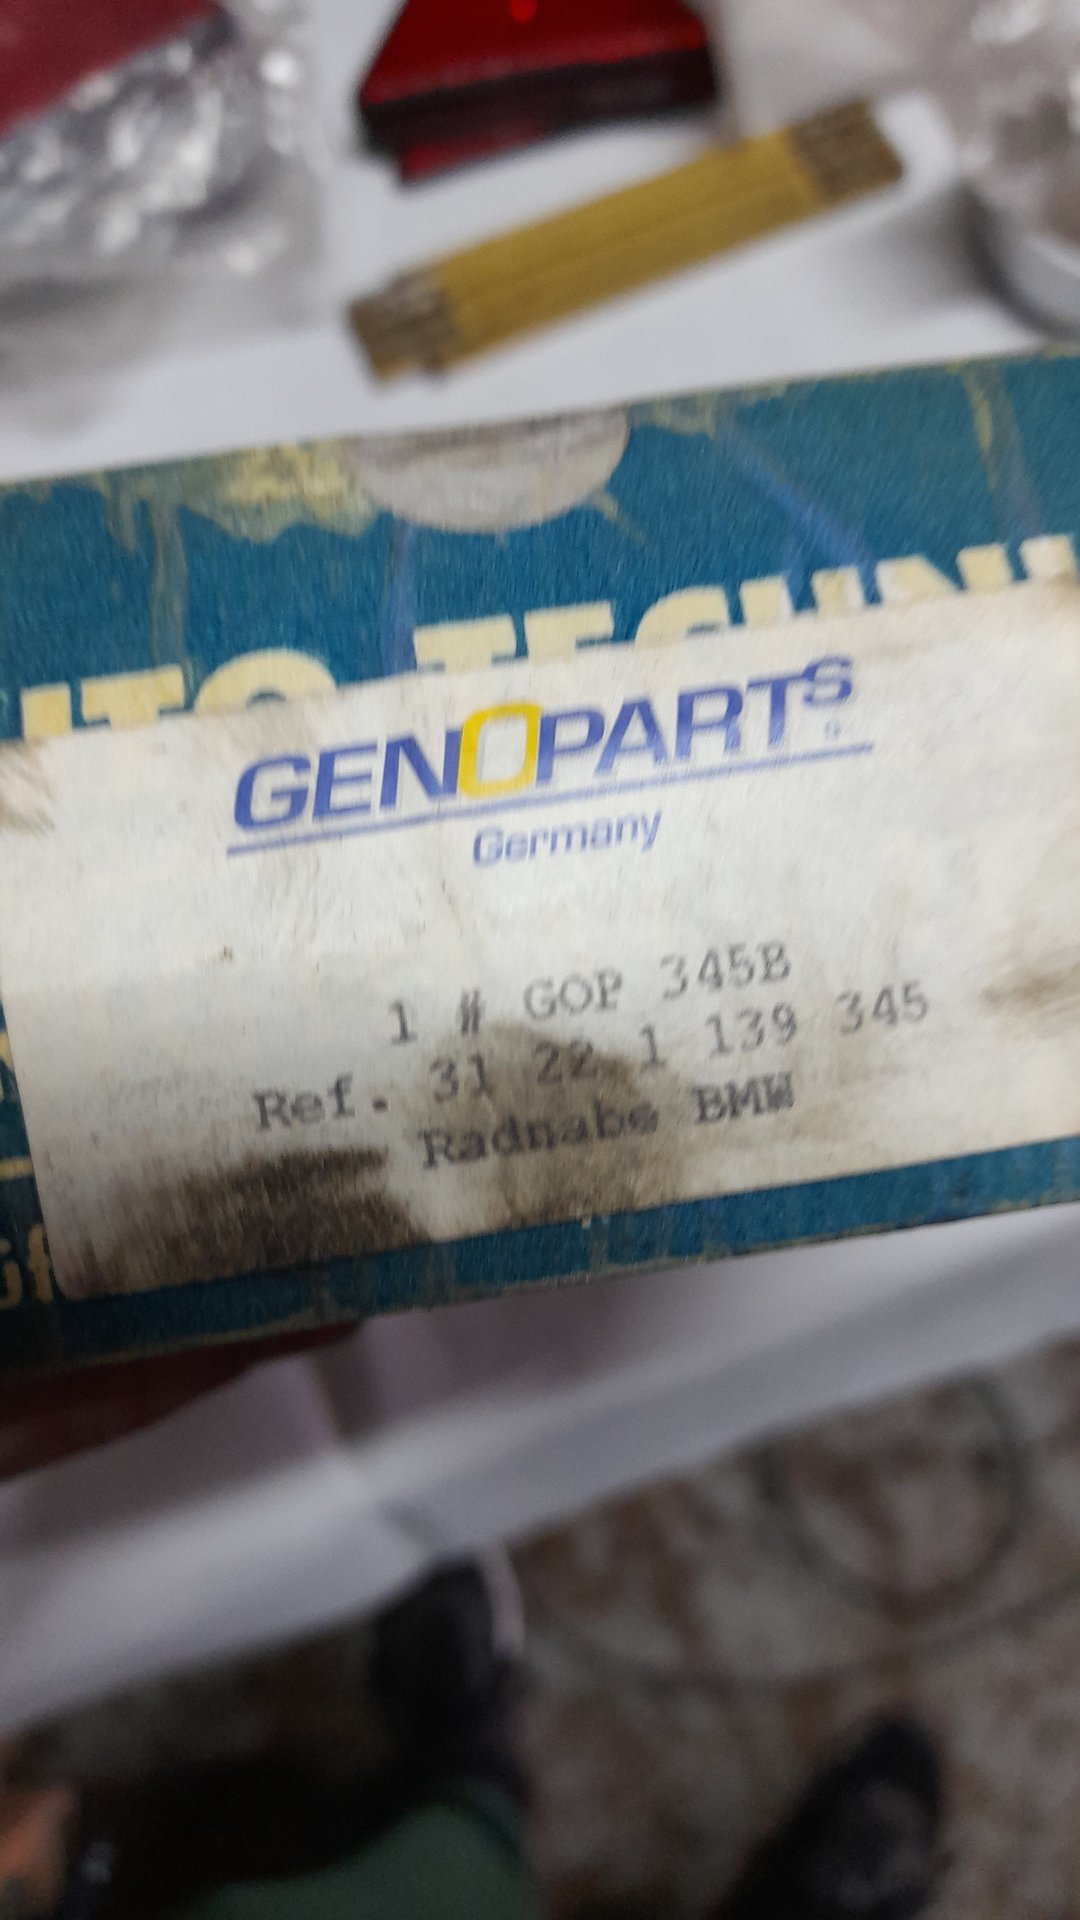 GENOPARTS
Germany
1 # GOP 345B
Ref. 31 22 1 139 345
Radnabe BMW